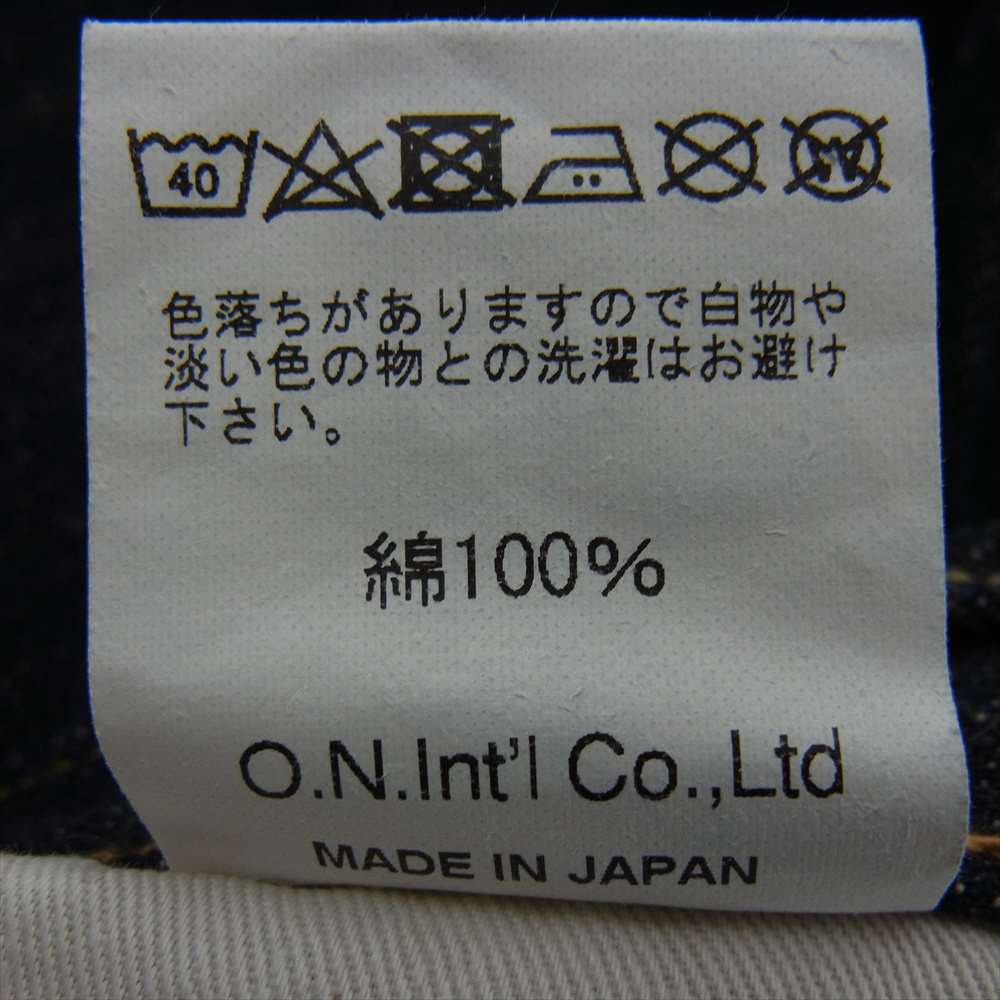 40
色落ちがありますので白物や
淡い色の物との洗濯はお避け
下さい。
綿100%
O.N.Int'l Co.,Ltd
MADE IN JAPAN